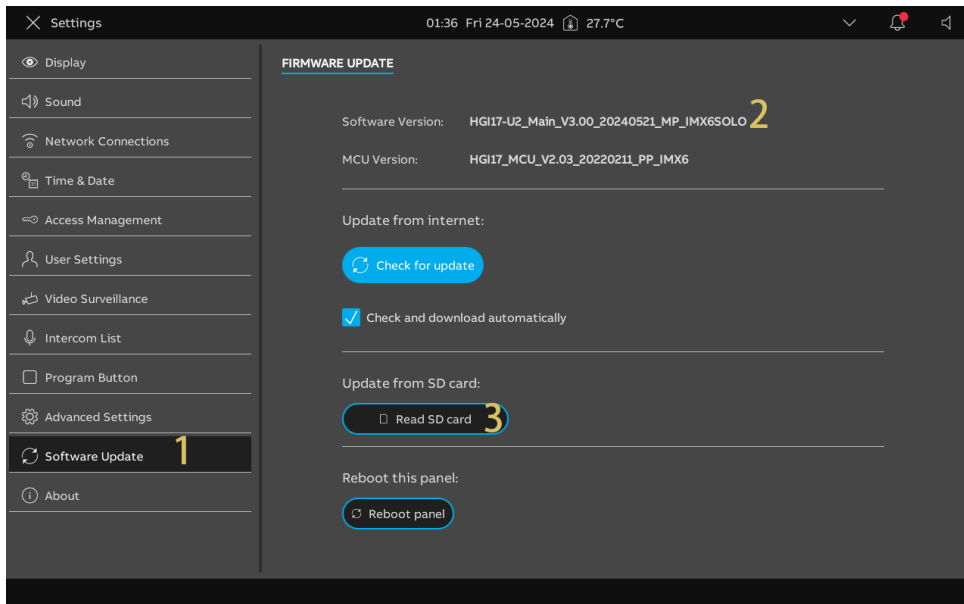 Settings
01:36 Fri 24-05-2024 27.7°C
Display
Sound
Network Connections
Time & Date
Access Management
User Settings
Video Surveillance
Intercom List
Program Button
Advanced Settings
Software Update 1
About
FIRMWARE UPDATE
Software Version: HGI17-U2_Main_V3.00_20240521_MP_IMX6SOLO 2
MCU Version: HGI17_MCU_V2.03_20220211_PP_IMX6
Update from internet:
Check for update
Check and download automatically
Update from SD card:
Read SD card 3
Reboot this panel:
Reboot panel